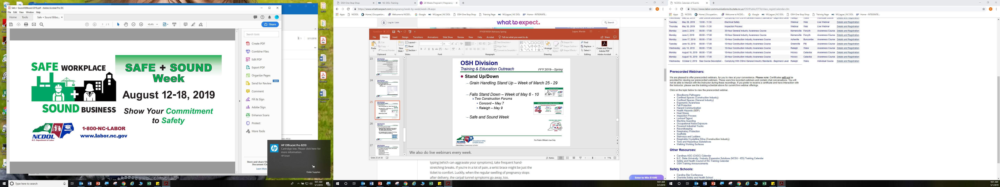 Safe + Sound Billboard 2019.pdf - Adobe Acrobat Pro DC
File Edit View Window Help
Home Tools Safe + Sound Billbo... ×
1 / 1 45.4%
Share
SAFE WORKPLACE
SOUND BUSINESS
SAFE + SOUND
Week
August 12-18, 2019
Show Your Commitment
to Safety
NCDOL
N.C. Department of Labor
1-800-NC-LABOR
www.labor.nc.gov
Search tools
Create PDF
Combine Files
Edit PDF
Export PDF
Organize Pages
Send for Review NEW
Comment
Fill & Sign
Adobe Sign
Enhance Scans
Protect
More Tools
Store and share file
Document Clo
Learn More
2/11/2019
HP OfficeJet Pro 8210
Cartridge low. Please click here for
more information.
HP Smart
Order Supplies
Type here to search
9:01 AM
5/1/2019
OSH One Stop Shop
NC DOL: Training
24 Weeks Pregnant | Pregnancy
https://www.whattoexpect.com/pregnancy/week-by-week/week-24.aspx
Apps NCDOL Home | Occupation... Welcome to NCDO... Google WLLagoe | NC DOL OSH One Stop Shop Training Page WLLagoe | NC DOL Home - INTEGRATE...
Log In / Join
what to expect.
Search
FFY2019OSH Advisory Spring
Lagoe, Wanda
File Home Insert Design Transitions Animations Slide Show Review View Help Acrobat Tell me what you want to do
Share
Paste Cut Copy Format Painter
Clipboard
New Slide Layout Reset Section
Slides
Font
Text Direction Align Text Convert to SmartArt
Paragraph
Arrange Quick Styles Shape Fill Shape Outline Shape Effects
Drawing
Find Replace Select
Editing
Create and Share Adobe PDF
Adobe Acrobat
23
24
25
26
27
OSH Division
Training & Education Outreach FFY 2019—Spring
Stand Up/Down
– Grain Handling Stand Up – Week of March 25 - 29
– Falls Stand Down – Week of May 6 - 10
» Two Construction Forums
• Concord – May 7
• Raleigh – May 9
– Safe and Sound Week
Occupational Safety
& Health Division
Cherie Berry, Commissioner of Labor
For Public Official's Use Only
We also do live webinars every week.
Slide 25 of 30
Notes
71%
typing (which can aggravate your symptoms), take frequent hand-
stretching breaks. If you're in a lot of pain, a wrist brace might be just the
ticket to comfort. Luckily, when the regular swelling of pregnancy stops
after delivery, the carpal tunnel symptoms go away, too.
Enter to Win $1500
9:01 AM
5/1/2019
NCDOL Calendar of Events
https://www.labor.communications.its.state.nc.us/OSHPublic/ETTA/class_regist/calendar.cfm
Apps NCDOL Home | Occupation... Welcome to NCDO... Google WLLagoe | NC DOL OSH One Stop Shop Training Page WLLagoe | NC DOL Home - INTEGRATE...
Wednesday May 22, 2019 See Course Description - Complying With OSHA General Industry Standards - Beginners Level Raleigh Wake Individual Course Details and Registration
Tuesday May 28, 2019 10:00 - 11:30 Electrical Safety Webinar Web Live Webinar Details and Registration
Thursday May 30, 2019 10:00 - 11:30 Inspection Process Webinar Web Live Webinar Details and Registration
Monday June 3, 2019 08:00 - 17:00 30-Hour General Industry Awareness Course Kernersville Forsyth Awareness Course Details and Registration
Monday June 3, 2019 08:00 - 17:00 10-Hour General Industry Awareness Course Kernersville Forsyth Awareness Course Details and Registration
Monday June 17, 2019 08:00 - 17:00 10-Hour Construction Industry Awareness Course Asheville Buncombe Awareness Course Details and Registration
Tuesday June 18, 2019 08:00 - 17:00 10-Hour Construction Industry Awareness Course Greenville Pitt Awareness Course Details and Registration
Wednesday July 10, 2019 08:00 - 17:00 10-Hour Construction Industry Awareness Course Raleigh Wake Awareness Course Details and Registration
Monday August 19, 2019 08:00 - 17:00 30-Hour Construction Industry Awareness Course Hickory Catawba Awareness Course Details and Registration
Monday August 19, 2019 08:00 - 17:00 10-Hour Construction Industry Awareness Course Hickory Catawba Awareness Course Details and Registration
Wednesday October 2, 2019 See Course Description - Complying With OSHA General Industry Standards - Beginners Level Raleigh Wake Individual Course Details and Registration
Prerecorded Webinars:
We are pleased to offer prerecorded webinars, for you to view at your convenience. Please note: Certificates will not be
provided for viewing our prerecorded webinars. These were live recorded webinars and contain chat conversations. You will
not be able to interact with the instructor during these recordings. If you prefer to receive a certificate and have interaction with
the instructor, please see the training schedule above for current live webinar offerings.
Click on the topic below to view the prerecorded webinar.
Bloodborne Pathogens
Confined Spaces (Construction Industry)
Confined Spaces (General Industry)
Ergonomic Awareness
Fall Protection
Hazard Communication
Health Hazards (SEP)
Heat Stress
Inspection Process
Lockout/Tagout
Machine Guarding
Occupational Noise Exposure
Powered Industrial Trucks
Recordkeeping
Respiratory Protection
Scaffolds
Stairways and Ladders
Respirable Crystalline Silica (Construction Industry)
Toxic and Hazardous Substances
Walking Working Surfaces
Other Resources:
Carolinas AGC (CAGC) Calendar
N.C. State University / Industry Expansion Solutions (NCSU - IES) Training Calendar
Safety and Health Council of NC Training Calendar
OSH Training Announcements
Safety Schools:
Carolina Star Conference
Charlotte Safety and Health School
9:01 AM
5/1/2019